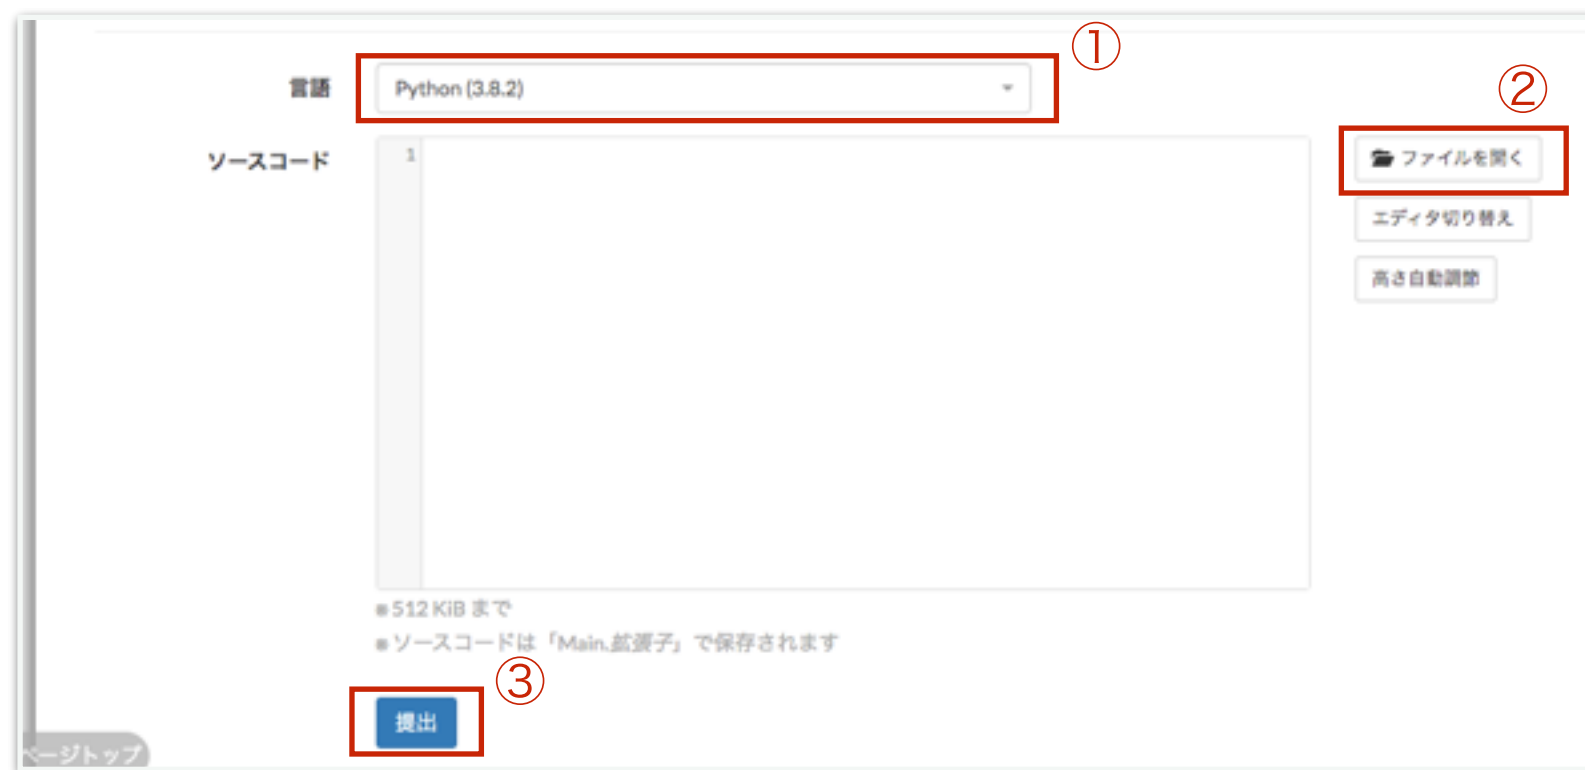 ①
②
言語 Python (3.8.2)
ソースコード 1
ファイルを開く
エディタ切り替え
高さ自動調節
※ 512 KiB まで
※ ソースコードは「Main.拡張子」で保存されます
③
提出
ページトップ